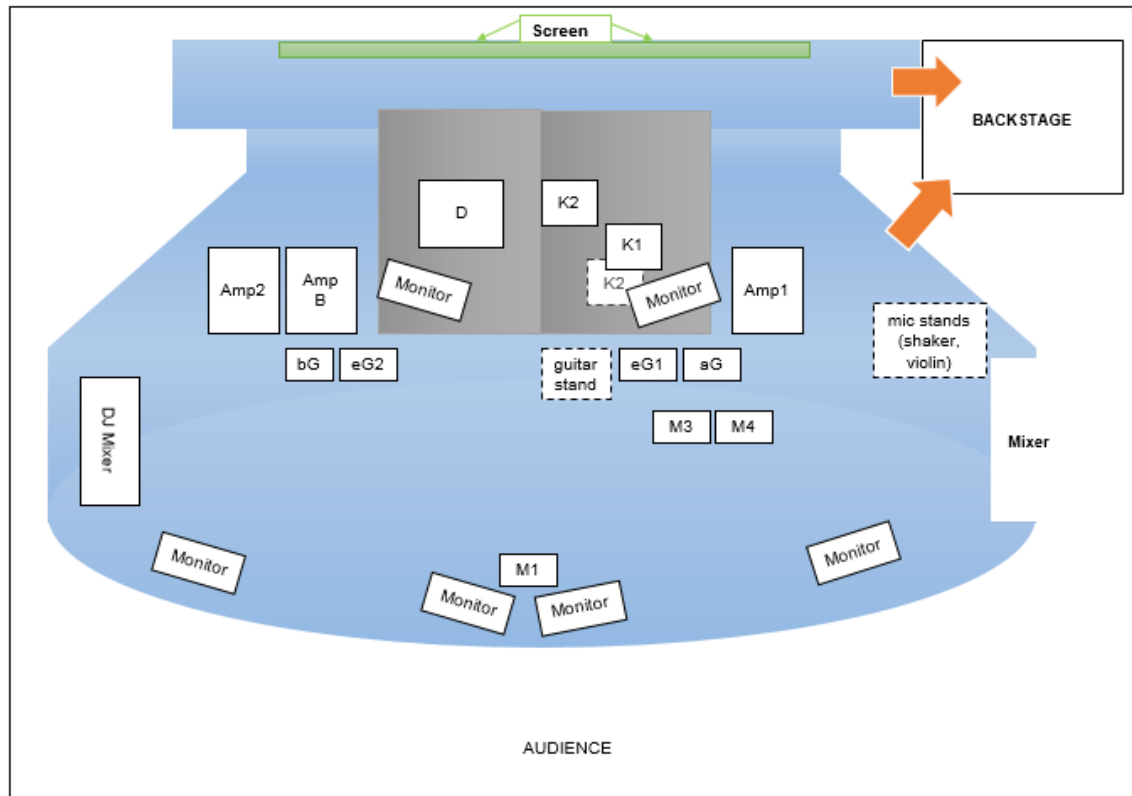 Screen
BACKSTAGE
D
K2
K1
K2
Monitor
Monitor
Amp2
Amp
B
Amp1
mic stands
(shaker,
violin)
bG
eG2
guitar
stand
eG1
aG
DJ Mixer
M3
M4
Mixer
Monitor
Monitor
M1
Monitor
Monitor
AUDIENCE